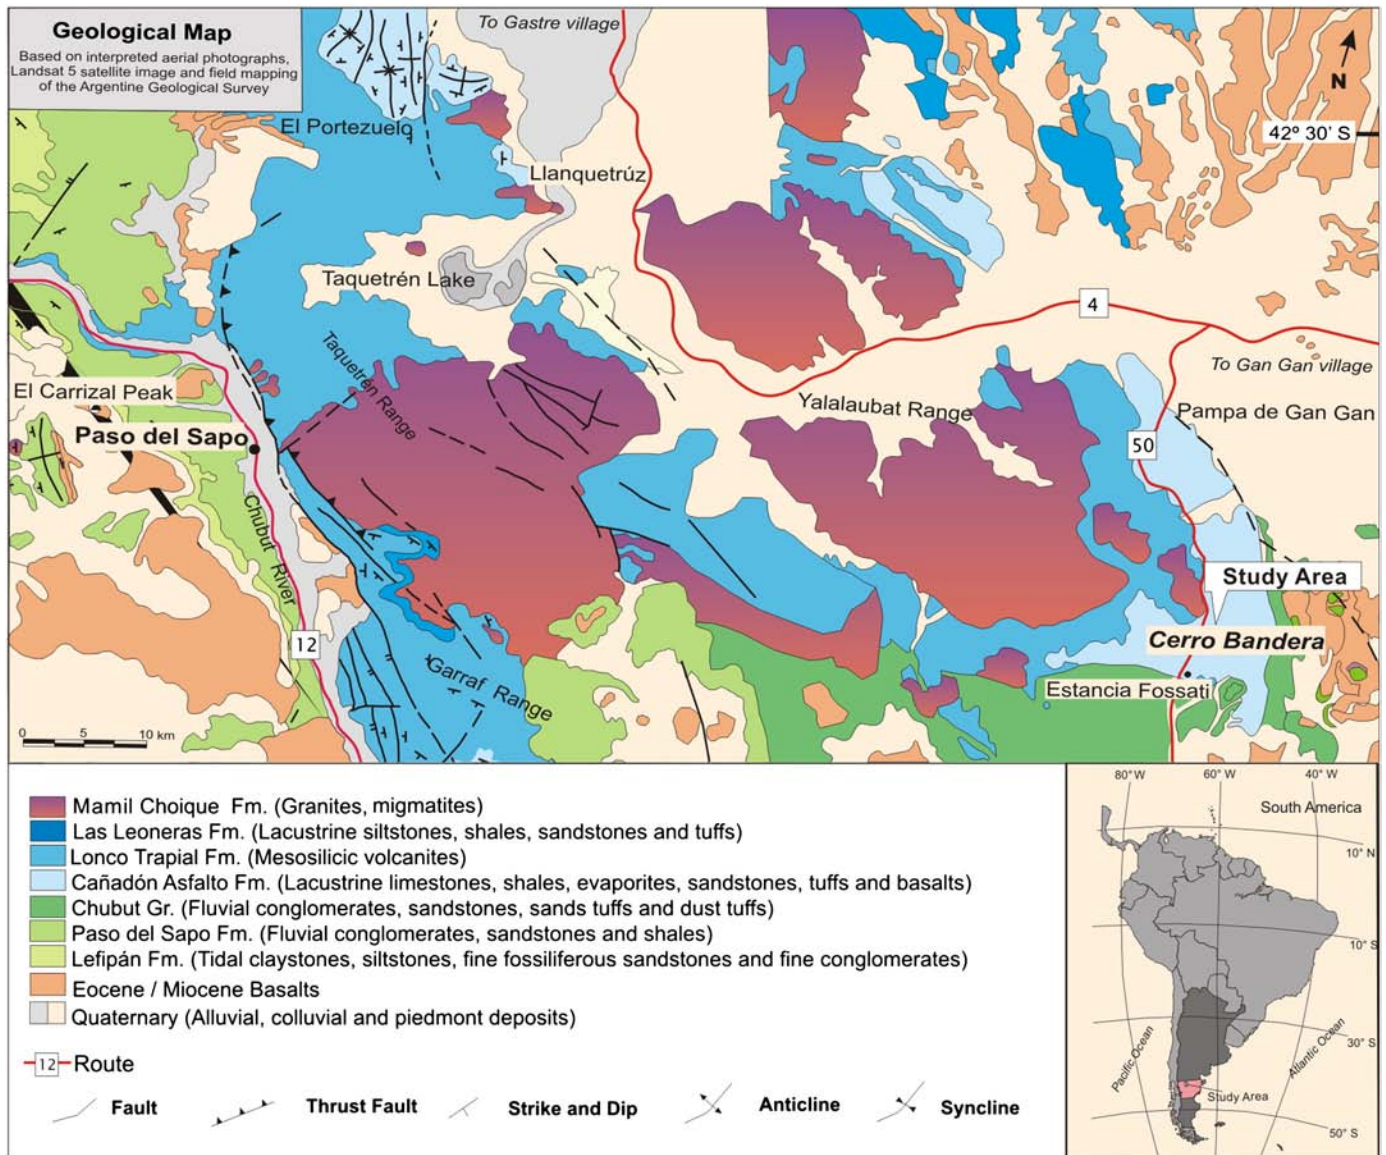 Geological Map
Based on interpreted aerial photographs,
Landsat 5 satellite image and field mapping
of the Argentine Geological Survey
To Gastre village
N
42º 30' S
El Portezuelo
Llanquetrúz
Taquetrén Lake
4
Taquetrén Range
To Gan Gan village
El Carrizal Peak
Yalalaubat Range
Pampa de Gan Gan
Paso del Sapo
50
Chubut River
Study Area
12
Cerro Bandera
Garraf Range
Estancia Fossati
0 5 10 km
Mamil Choique Fm. (Granites, migmatites)
Las Leoneras Fm. (Lacustrine siltstones, shales, sandstones and tuffs)
Lonco Trapial Fm. (Mesosilicic volcanites)
Cañadón Asfalto Fm. (Lacustrine limestones, shales, evaporites, sandstones, tuffs and basalts)
Chubut Gr. (Fluvial conglomerates, sandstones, sands tuffs and dust tuffs)
Paso del Sapo Fm. (Fluvial conglomerates, sandstones and shales)
Lefipán Fm. (Tidal claystones, siltstones, fine fossiliferous sandstones and fine conglomerates)
Eocene / Miocene Basalts
Quaternary (Alluvial, colluvial and piedmont deposits)
12 Route
Fault
Thrust Fault
Strike and Dip
Anticline
Syncline
80° W 60° W 40° W
South America
10° N
10° S
30° S
Pacific Ocean
Atlantic Ocean
Study Area
50° S